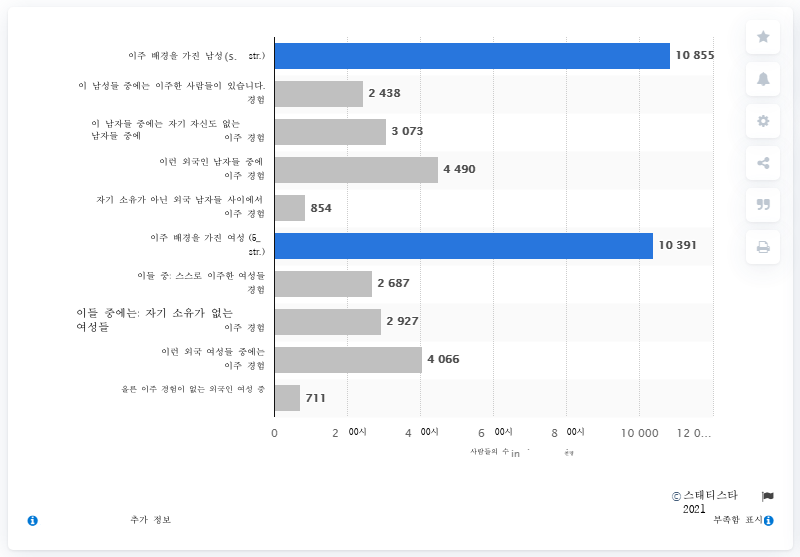 이주 배경을 가진 남성(s. str.)
10 855
이 남성들 중에는 이주한 사람들이 있습니다.
경험
2 438
이 남자들 중에는 자기 자신도 없는
남자들 중에 이주 경험
3 073
이런 외국인 남자들 중에
이주 경험
4 490
자기 소유가 아닌 외국 남자들 사이에서
이주 경험
854
이주 배경을 가진 여성 (S_
str.)
10 391
이들 중: 스스로 이주한 여성들
경험
2 687
이들 중에는: 자기 소유가 없는
여성들 이주 경험
2 927
이런 외국 여성들 중에는
이주 경험
4 066
이주 경험이 없는 외국인 여성 중
711
0 2 00시 4 00시 6 00시 8 00시 10 000 12 0…
사람들의 수 in
© 스태티스타
2021
추가 정보 부족함 표시